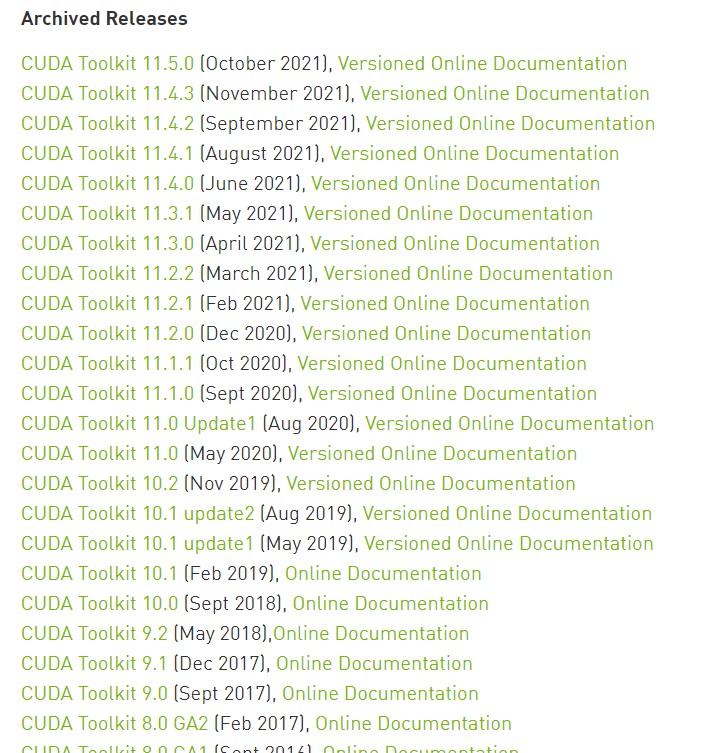 Archived Releases
CUDA Toolkit 11.5.0 (October 2021), Versioned Online Documentation
CUDA Toolkit 11.4.3 (November 2021), Versioned Online Documentation
CUDA Toolkit 11.4.2 (September 2021), Versioned Online Documentation
CUDA Toolkit 11.4.1 (August 2021), Versioned Online Documentation
CUDA Toolkit 11.4.0 (June 2021), Versioned Online Documentation
CUDA Toolkit 11.3.1 (May 2021), Versioned Online Documentation
CUDA Toolkit 11.3.0 (April 2021), Versioned Online Documentation
CUDA Toolkit 11.2.2 (March 2021), Versioned Online Documentation
CUDA Toolkit 11.2.1 (Feb 2021), Versioned Online Documentation
CUDA Toolkit 11.2.0 (Dec 2020), Versioned Online Documentation
CUDA Toolkit 11.1.1 (Oct 2020), Versioned Online Documentation
CUDA Toolkit 11.1.0 (Sept 2020), Versioned Online Documentation
CUDA Toolkit 11.0 Update1 (Aug 2020), Versioned Online Documentation
CUDA Toolkit 11.0 (May 2020), Versioned Online Documentation
CUDA Toolkit 10.2 (Nov 2019), Versioned Online Documentation
CUDA Toolkit 10.1 update2 (Aug 2019), Versioned Online Documentation
CUDA Toolkit 10.1 update1 (May 2019), Versioned Online Documentation
CUDA Toolkit 10.1 (Feb 2019), Online Documentation
CUDA Toolkit 10.0 (Sept 2018), Online Documentation
CUDA Toolkit 9.2 (May 2018),Online Documentation
CUDA Toolkit 9.1 (Dec 2017), Online Documentation
CUDA Toolkit 9.0 (Sept 2017), Online Documentation
CUDA Toolkit 8.0 GA2 (Feb 2017), Online Documentation
CUDA Toolkit 8.0 GA1 (Sept 2016), Online Documentation